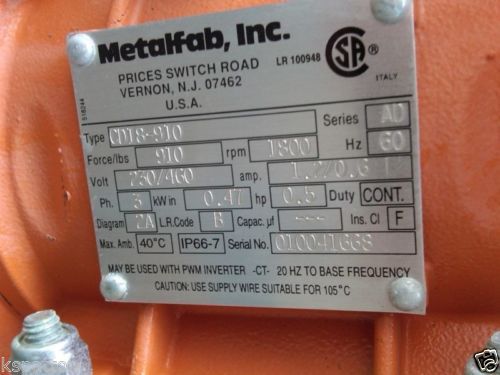 Metalfab, Inc.
PRICES SWITCH ROAD
VERNON, N.J. 07462
U.S.A.
LR 100948
CSA ®
ITALY
Type CD18-910 Series AD
Force/lbs 910 rpm 1800 Hz 60
Volt 230/460 amp.
Ph. 3 kW in 0.47 hp 0.5 Duty CONT.
Diagram 2A L.R.Code B Capac. µf --- Ins. Cl F
Max. Amb. 40°C IP66-7 Serial No. 010041668
MAY BE USED WITH PWM INVERTER -CT- 20 HZ TO BASE FREQUENCY
CAUTION: USE SUPPLY WIRE SUITABLE FOR 105°C